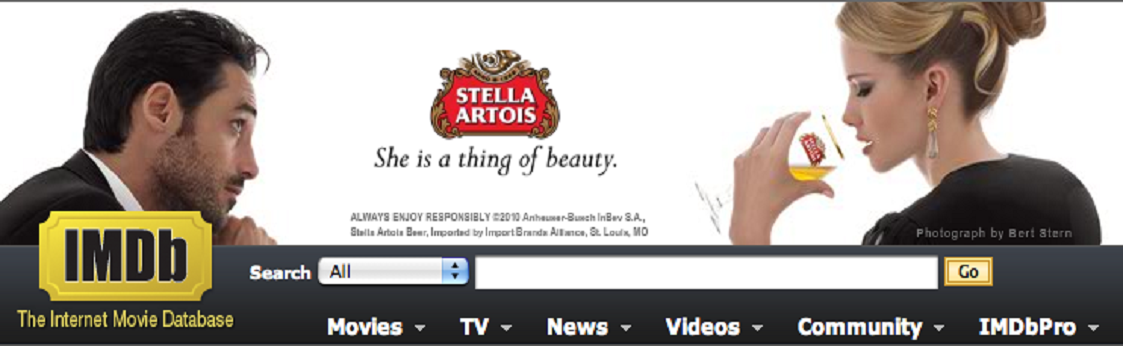 STELLA
ARTOIS
She is a thing of beauty.
ALWAYS ENJOY RESPONSIBLY ©2010 Anheuser-Busch InBev S.A.,
Stella Artois Beer, Imported by Import Brands Alliance, St. Louis, MO
Photograph by Bert Stern
IMDb
The Internet Movie Database
Search All Go
Movies TV News Videos Community IMDbPro